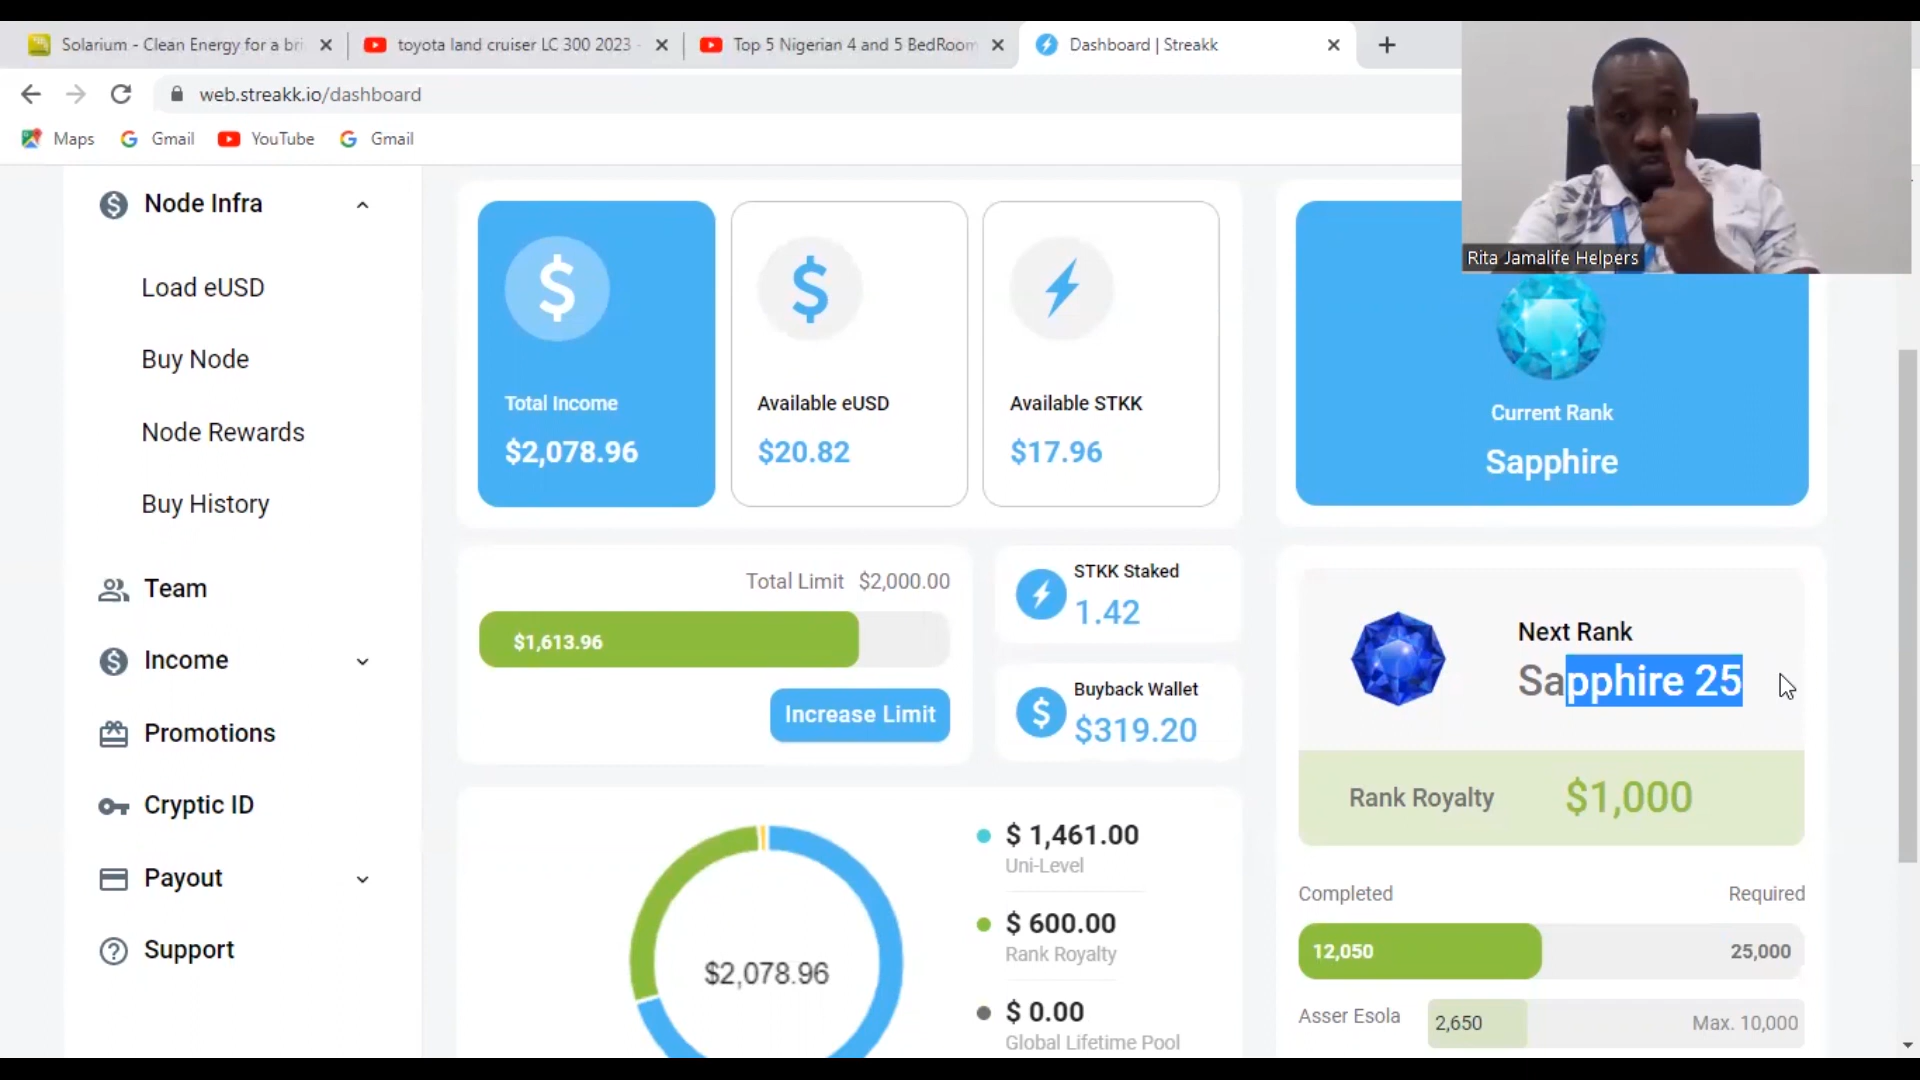 Solarium - Clean Energy for a bri
toyota land cruiser LC 300 2023 -
Top 5 Nigerian 4 and 5 BedRoom
Dashboard | Streakk
web.streakk.io/dashboard
Maps
Gmail
YouTube
Gmail
Rita Jamalife Helpers
Node Infra
Load eUSD
Buy Node
Node Rewards
Buy History
Team
Income
Promotions
Cryptic ID
Payout
Support
Total Income
$2,078.96
Available eUSD
$20.82
Available STKK
$17.96
Current Rank
Sapphire
Total Limit $2,000.00
$1,613.96
Increase Limit
STKK Staked
1.42
Buyback Wallet
$319.20
Next Rank
Sapphire 25
Rank Royalty $1,000
Completed Required
12,050 25,000
Asser Esola 2,650 Max. 10,000
$2,078.96
$ 1,461.00
Uni-Level
$ 600.00
Rank Royalty
$ 0.00
Global Lifetime Pool